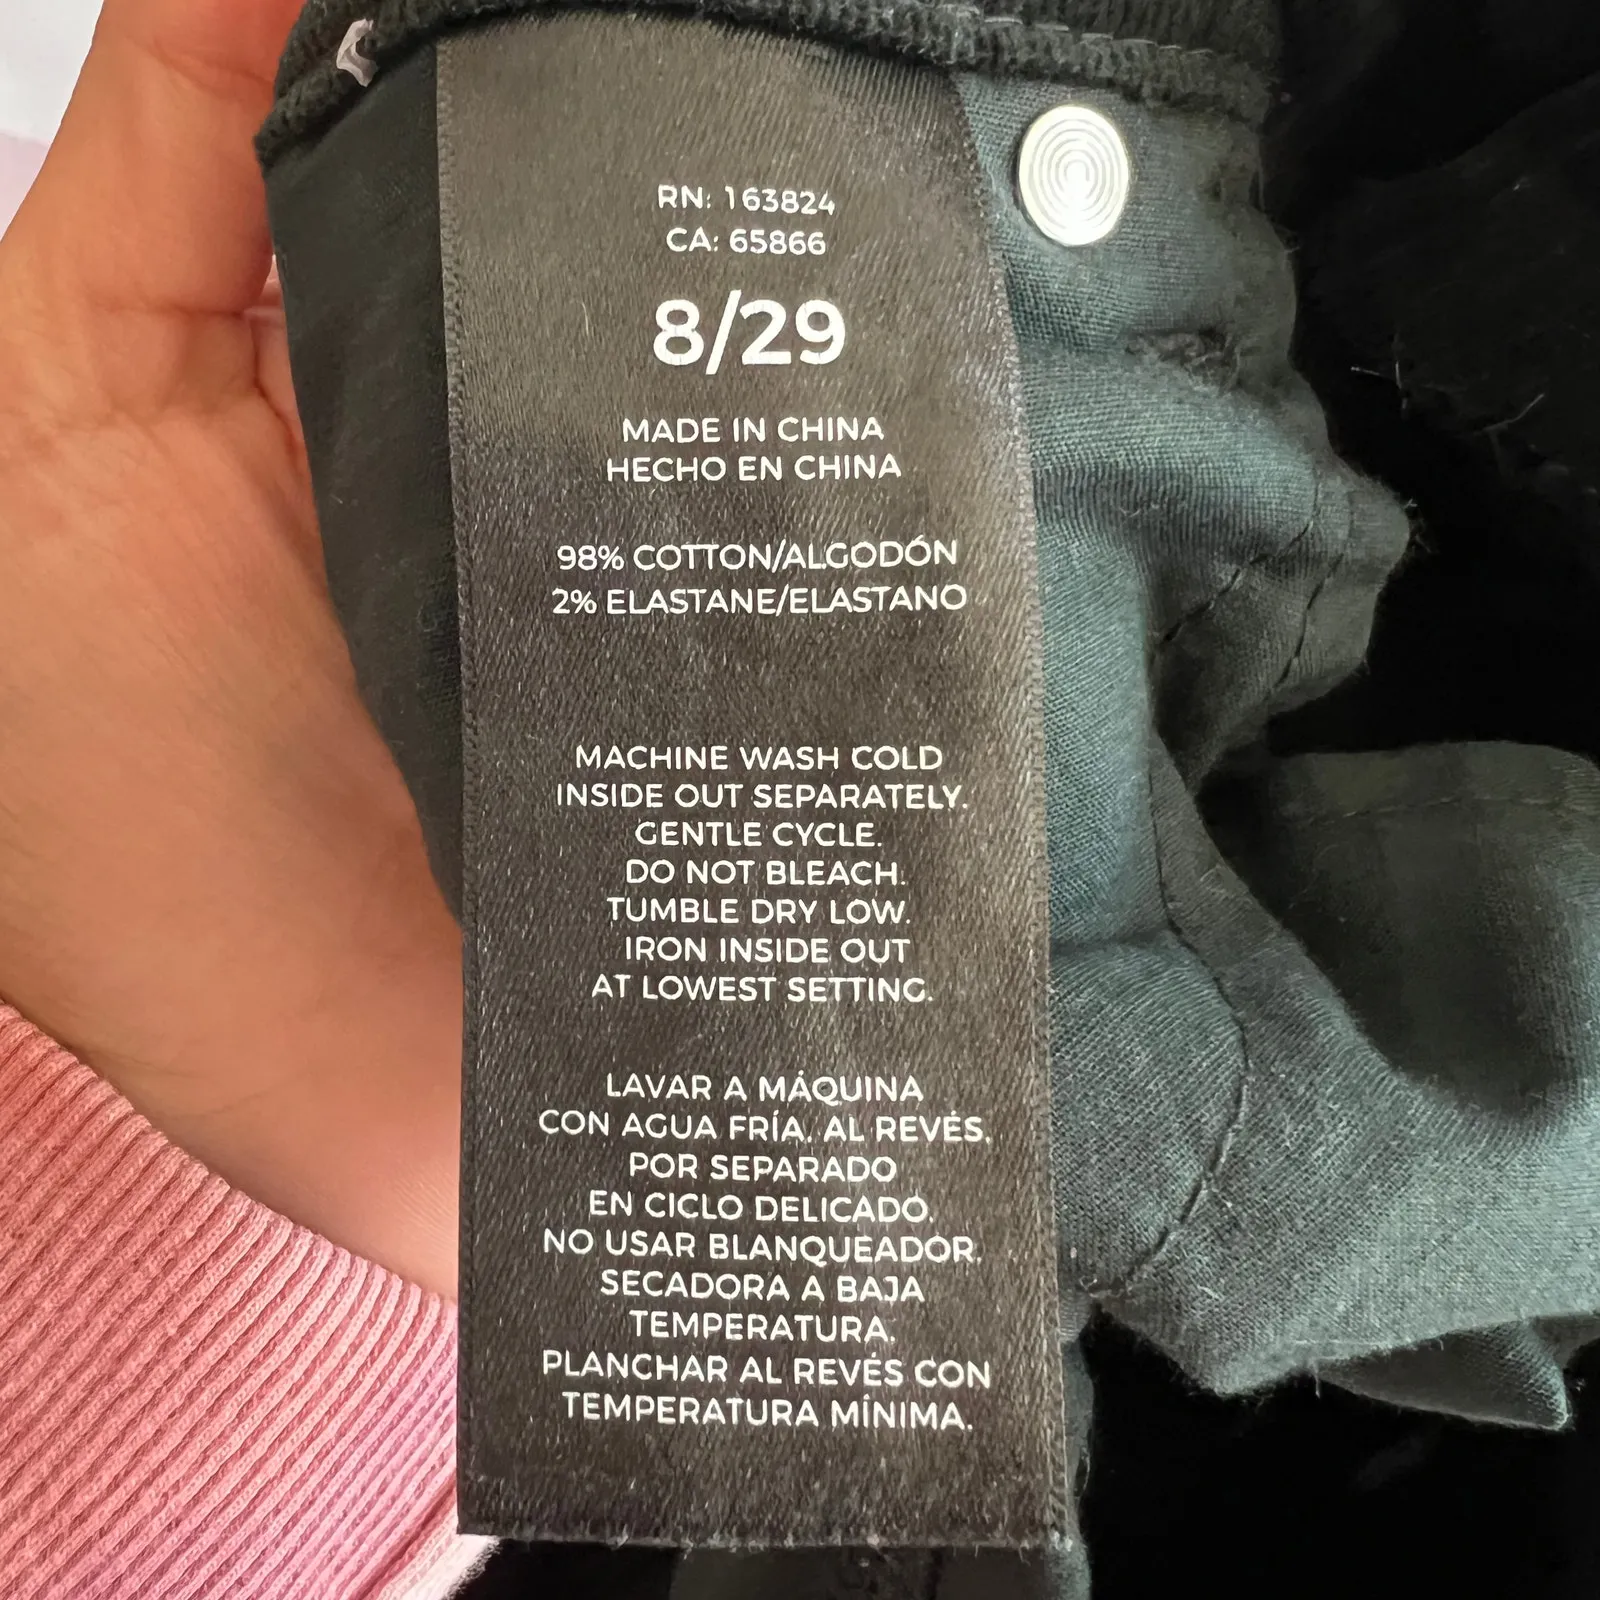 RN: 163824
CA: 65866
8/29
MADE IN CHINA
HECHO EN CHINA
98% COTTON/ALGODÓN
2% ELASTANE/ELASTANO
MACHINE WASH COLD
INSIDE OUT SEPARATELY.
GENTLE CYCLE.
DO NOT BLEACH.
TUMBLE DRY LOW.
IRON INSIDE OUT
AT LOWEST SETTING.
LAVAR A MÁQUINA
CON AGUA FRÍA, AL REVÉS,
POR SEPARADO
EN CICLO DELICADO.
NO USAR BLANQUEADOR.
SECADORA A BAJA
TEMPERATURA.
PLANCHAR AL REVÉS CON
TEMPERATURA MÍNIMA.